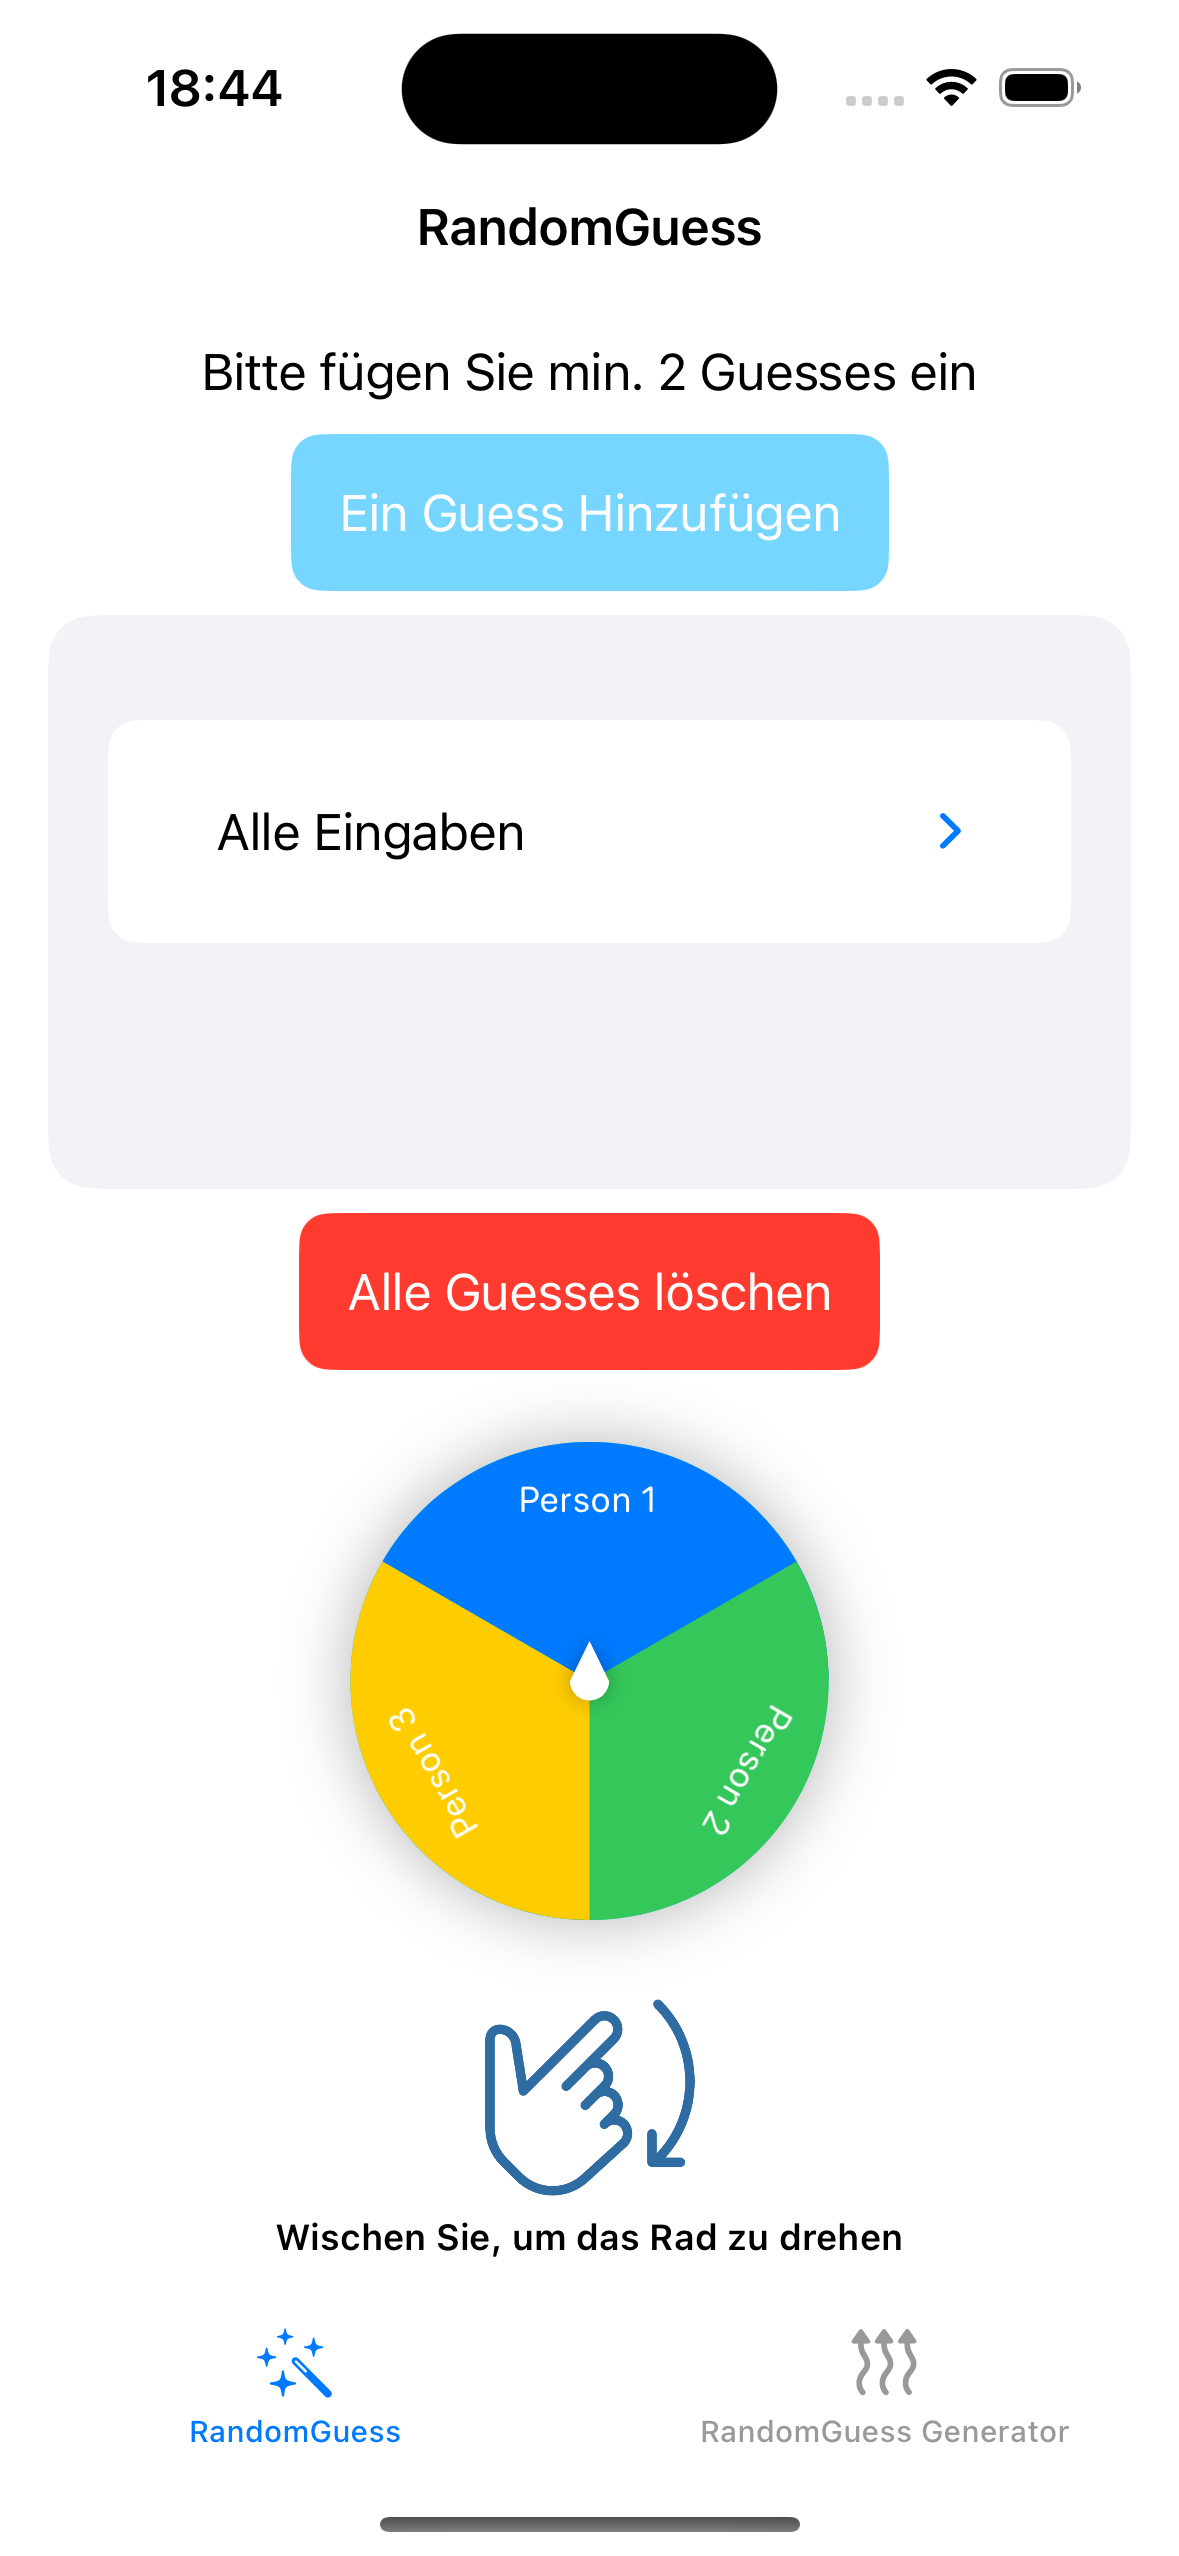 18:44
RandomGuess
Bitte fügen Sie min. 2 Guesses ein
Ein Guess Hinzufügen
Alle Eingaben
Alle Guesses löschen
Person 1
Person 3
Person 2
Wischen Sie, um das Rad zu drehen
RandomGuess
RandomGuess Generator